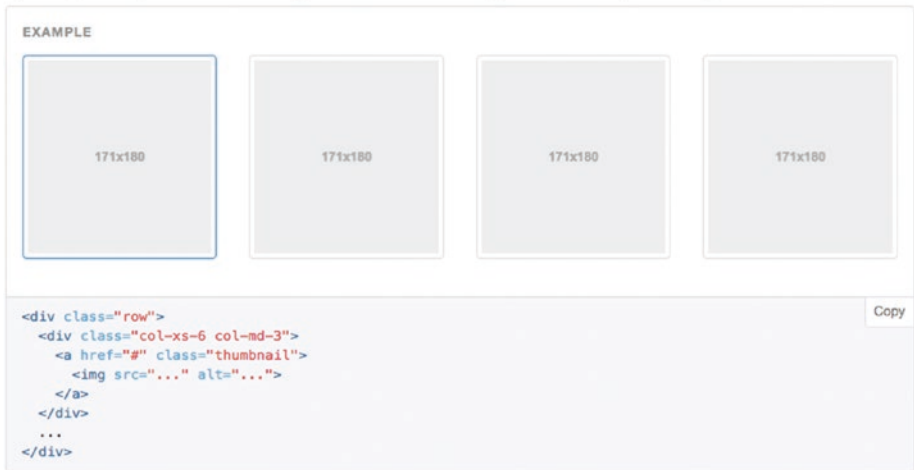 EXAMPLE
171x180 171x180 171x180 171x180
Copy
<div class="row">
  <div class="col-xs-6 col-md-3">
    <a href="#" class="thumbnail">
      <img src="..." alt="...">
    </a>
  </div>
  ...
</div>